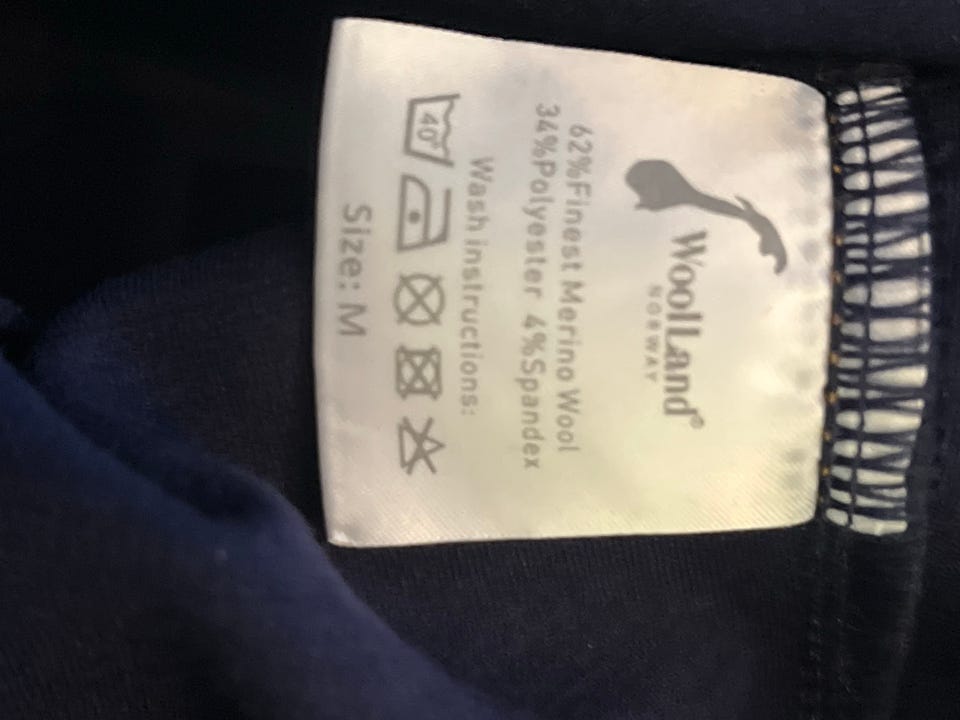 WoolLand®
NORWAY
62%Finest Merino Wool
34%Polyester 4%Spandex
Wash instructions:
40°
Size: M